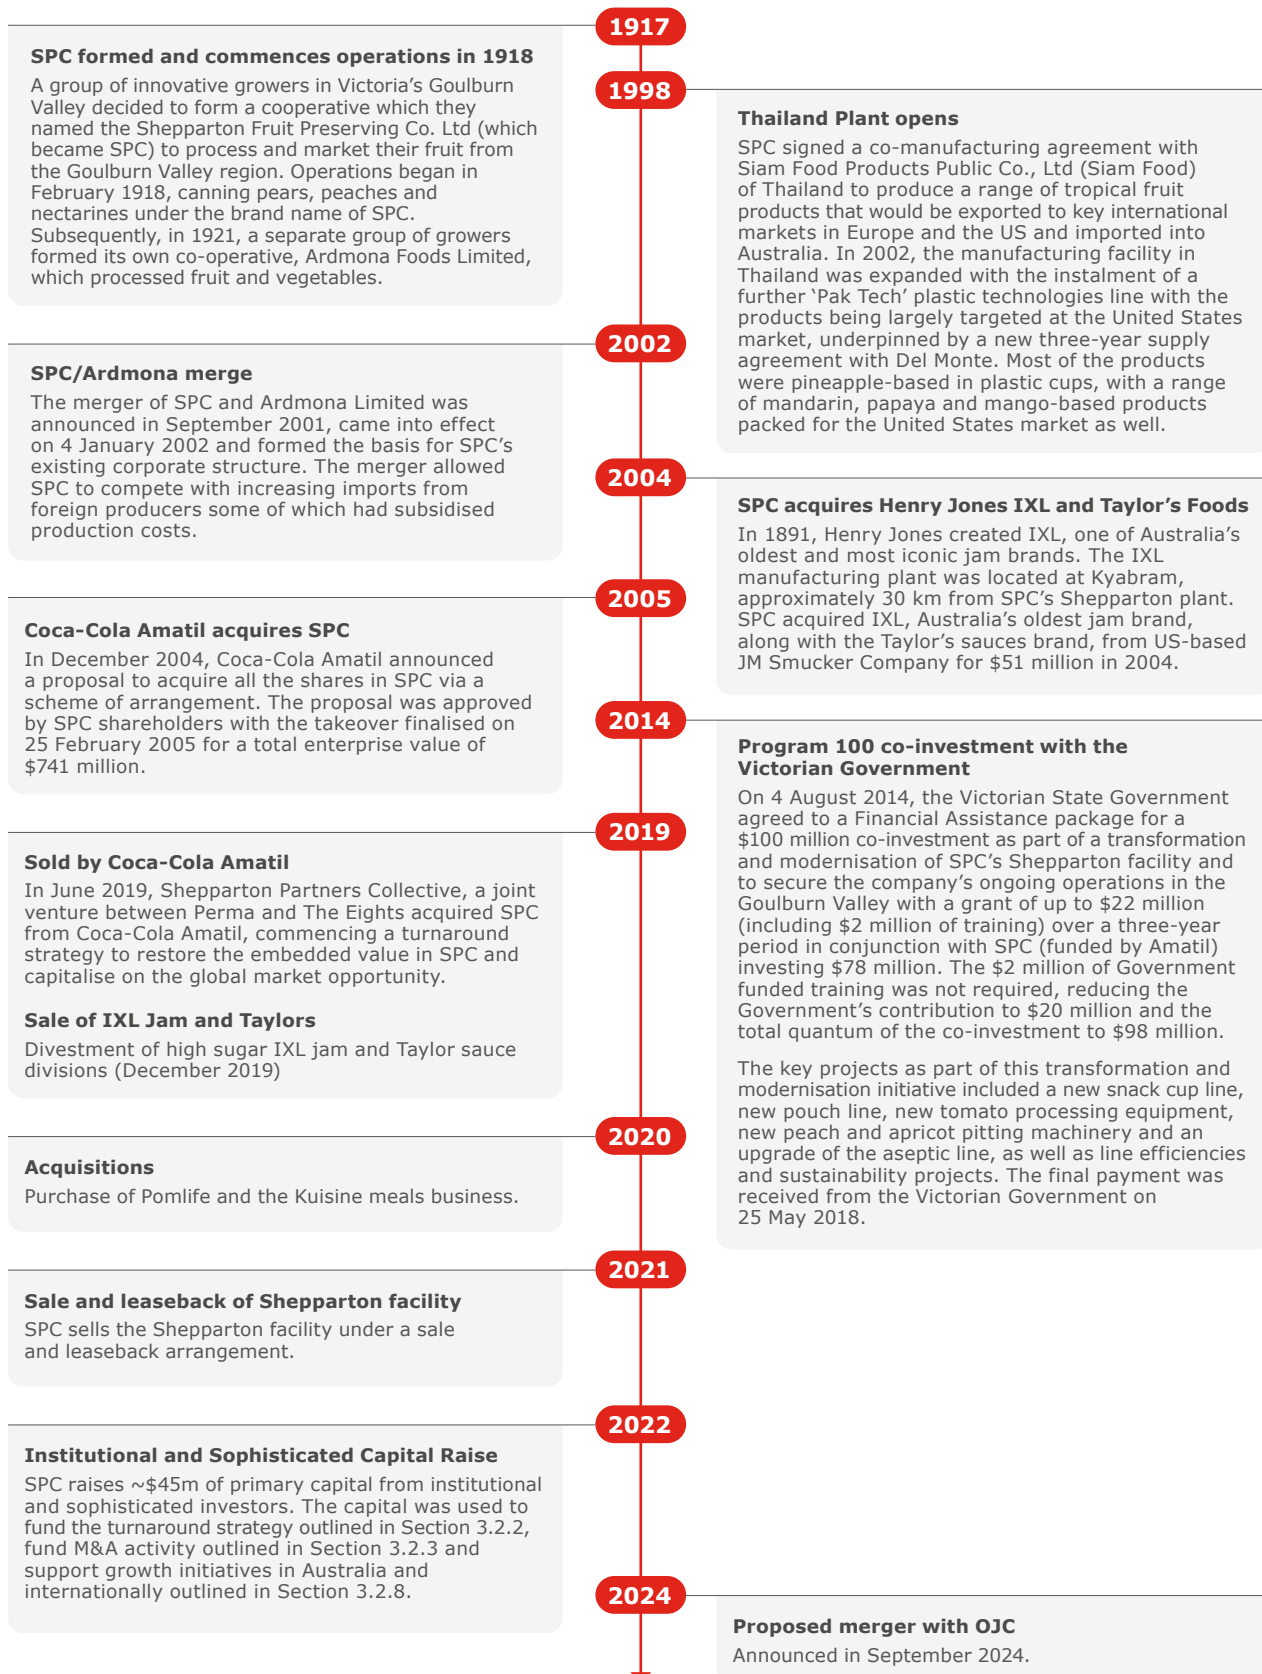 1917
SPC formed and commences operations in 1918
A group of innovative growers in Victoria’s Goulburn
Valley decided to form a cooperative which they
named the Shepparton Fruit Preserving Co. Ltd (which
became SPC) to process and market their fruit from
the Goulburn Valley region. Operations began in
February 1918, canning pears, peaches and
nectarines under the brand name of SPC.
Subsequently, in 1921, a separate group of growers
formed its own co-operative, Ardmona Foods Limited,
which processed fruit and vegetables.
1998
Thailand Plant opens
SPC signed a co-manufacturing agreement with
Siam Food Products Public Co., Ltd (Siam Food)
of Thailand to produce a range of tropical fruit
products that would be exported to key international
markets in Europe and the US and imported into
Australia. In 2002, the manufacturing facility in
Thailand was expanded with the instalment of a
further ‘Pak Tech’ plastic technologies line with the
products being largely targeted at the United States
market, underpinned by a new three-year supply
agreement with Del Monte. Most of the products
were pineapple-based in plastic cups, with a range
of mandarin, papaya and mango-based products
packed for the United States market as well.
2002
SPC/Ardmona merge
The merger of SPC and Ardmona Limited was
announced in September 2001, came into effect
on 4 January 2002 and formed the basis for SPC’s
existing corporate structure. The merger allowed
SPC to compete with increasing imports from
foreign producers some of which had subsidised
production costs.
2004
SPC acquires Henry Jones IXL and Taylor’s Foods
In 1891, Henry Jones created IXL, one of Australia’s
oldest and most iconic jam brands. The IXL
manufacturing plant was located at Kyabram,
approximately 30 km from SPC’s Shepparton plant.
SPC acquired IXL, Australia’s oldest jam brand,
along with the Taylor’s sauces brand, from US-based
JM Smucker Company for $51 million in 2004.
2005
Coca-Cola Amatil acquires SPC
In December 2004, Coca-Cola Amatil announced
a proposal to acquire all the shares in SPC via a
scheme of arrangement. The proposal was approved
by SPC shareholders with the takeover finalised on
25 February 2005 for a total enterprise value of
$741 million.
2014
Program 100 co-investment with the
Victorian Government
On 4 August 2014, the Victorian State Government
agreed to a Financial Assistance package for a
$100 million co-investment as part of a transformation
and modernisation of SPC’s Shepparton facility and
to secure the company’s ongoing operations in the
Goulburn Valley with a grant of up to $22 million
(including $2 million of training) over a three-year
period in conjunction with SPC (funded by Amatil)
investing $78 million. The $2 million of Government
funded training was not required, reducing the
Government’s contribution to $20 million and the
total quantum of the co-investment to $98 million.
The key projects as part of this transformation and
modernisation initiative included a new snack cup line,
new pouch line, new tomato processing equipment,
new peach and apricot pitting machinery and an
upgrade of the aseptic line, as well as line efficiencies
and sustainability projects. The final payment was
received from the Victorian Government on
25 May 2018.
2019
Sold by Coca-Cola Amatil
In June 2019, Shepparton Partners Collective, a joint
venture between Perma and The Eights acquired SPC
from Coca-Cola Amatil, commencing a turnaround
strategy to restore the embedded value in SPC and
capitalise on the global market opportunity.
Sale of IXL Jam and Taylors
Divestment of high sugar IXL jam and Taylor sauce
divisions (December 2019)
2020
Acquisitions
Purchase of Pomlife and the Kuisine meals business.
2021
Sale and leaseback of Shepparton facility
SPC sells the Shepparton facility under a sale
and leaseback arrangement.
2022
Institutional and Sophisticated Capital Raise
SPC raises ~$45m of primary capital from institutional
and sophisticated investors. The capital was used to
fund the turnaround strategy outlined in Section 3.2.2,
fund M&A activity outlined in Section 3.2.3 and
support growth initiatives in Australia and
internationally outlined in Section 3.2.8.
2024
Proposed merger with OJC
Announced in September 2024.